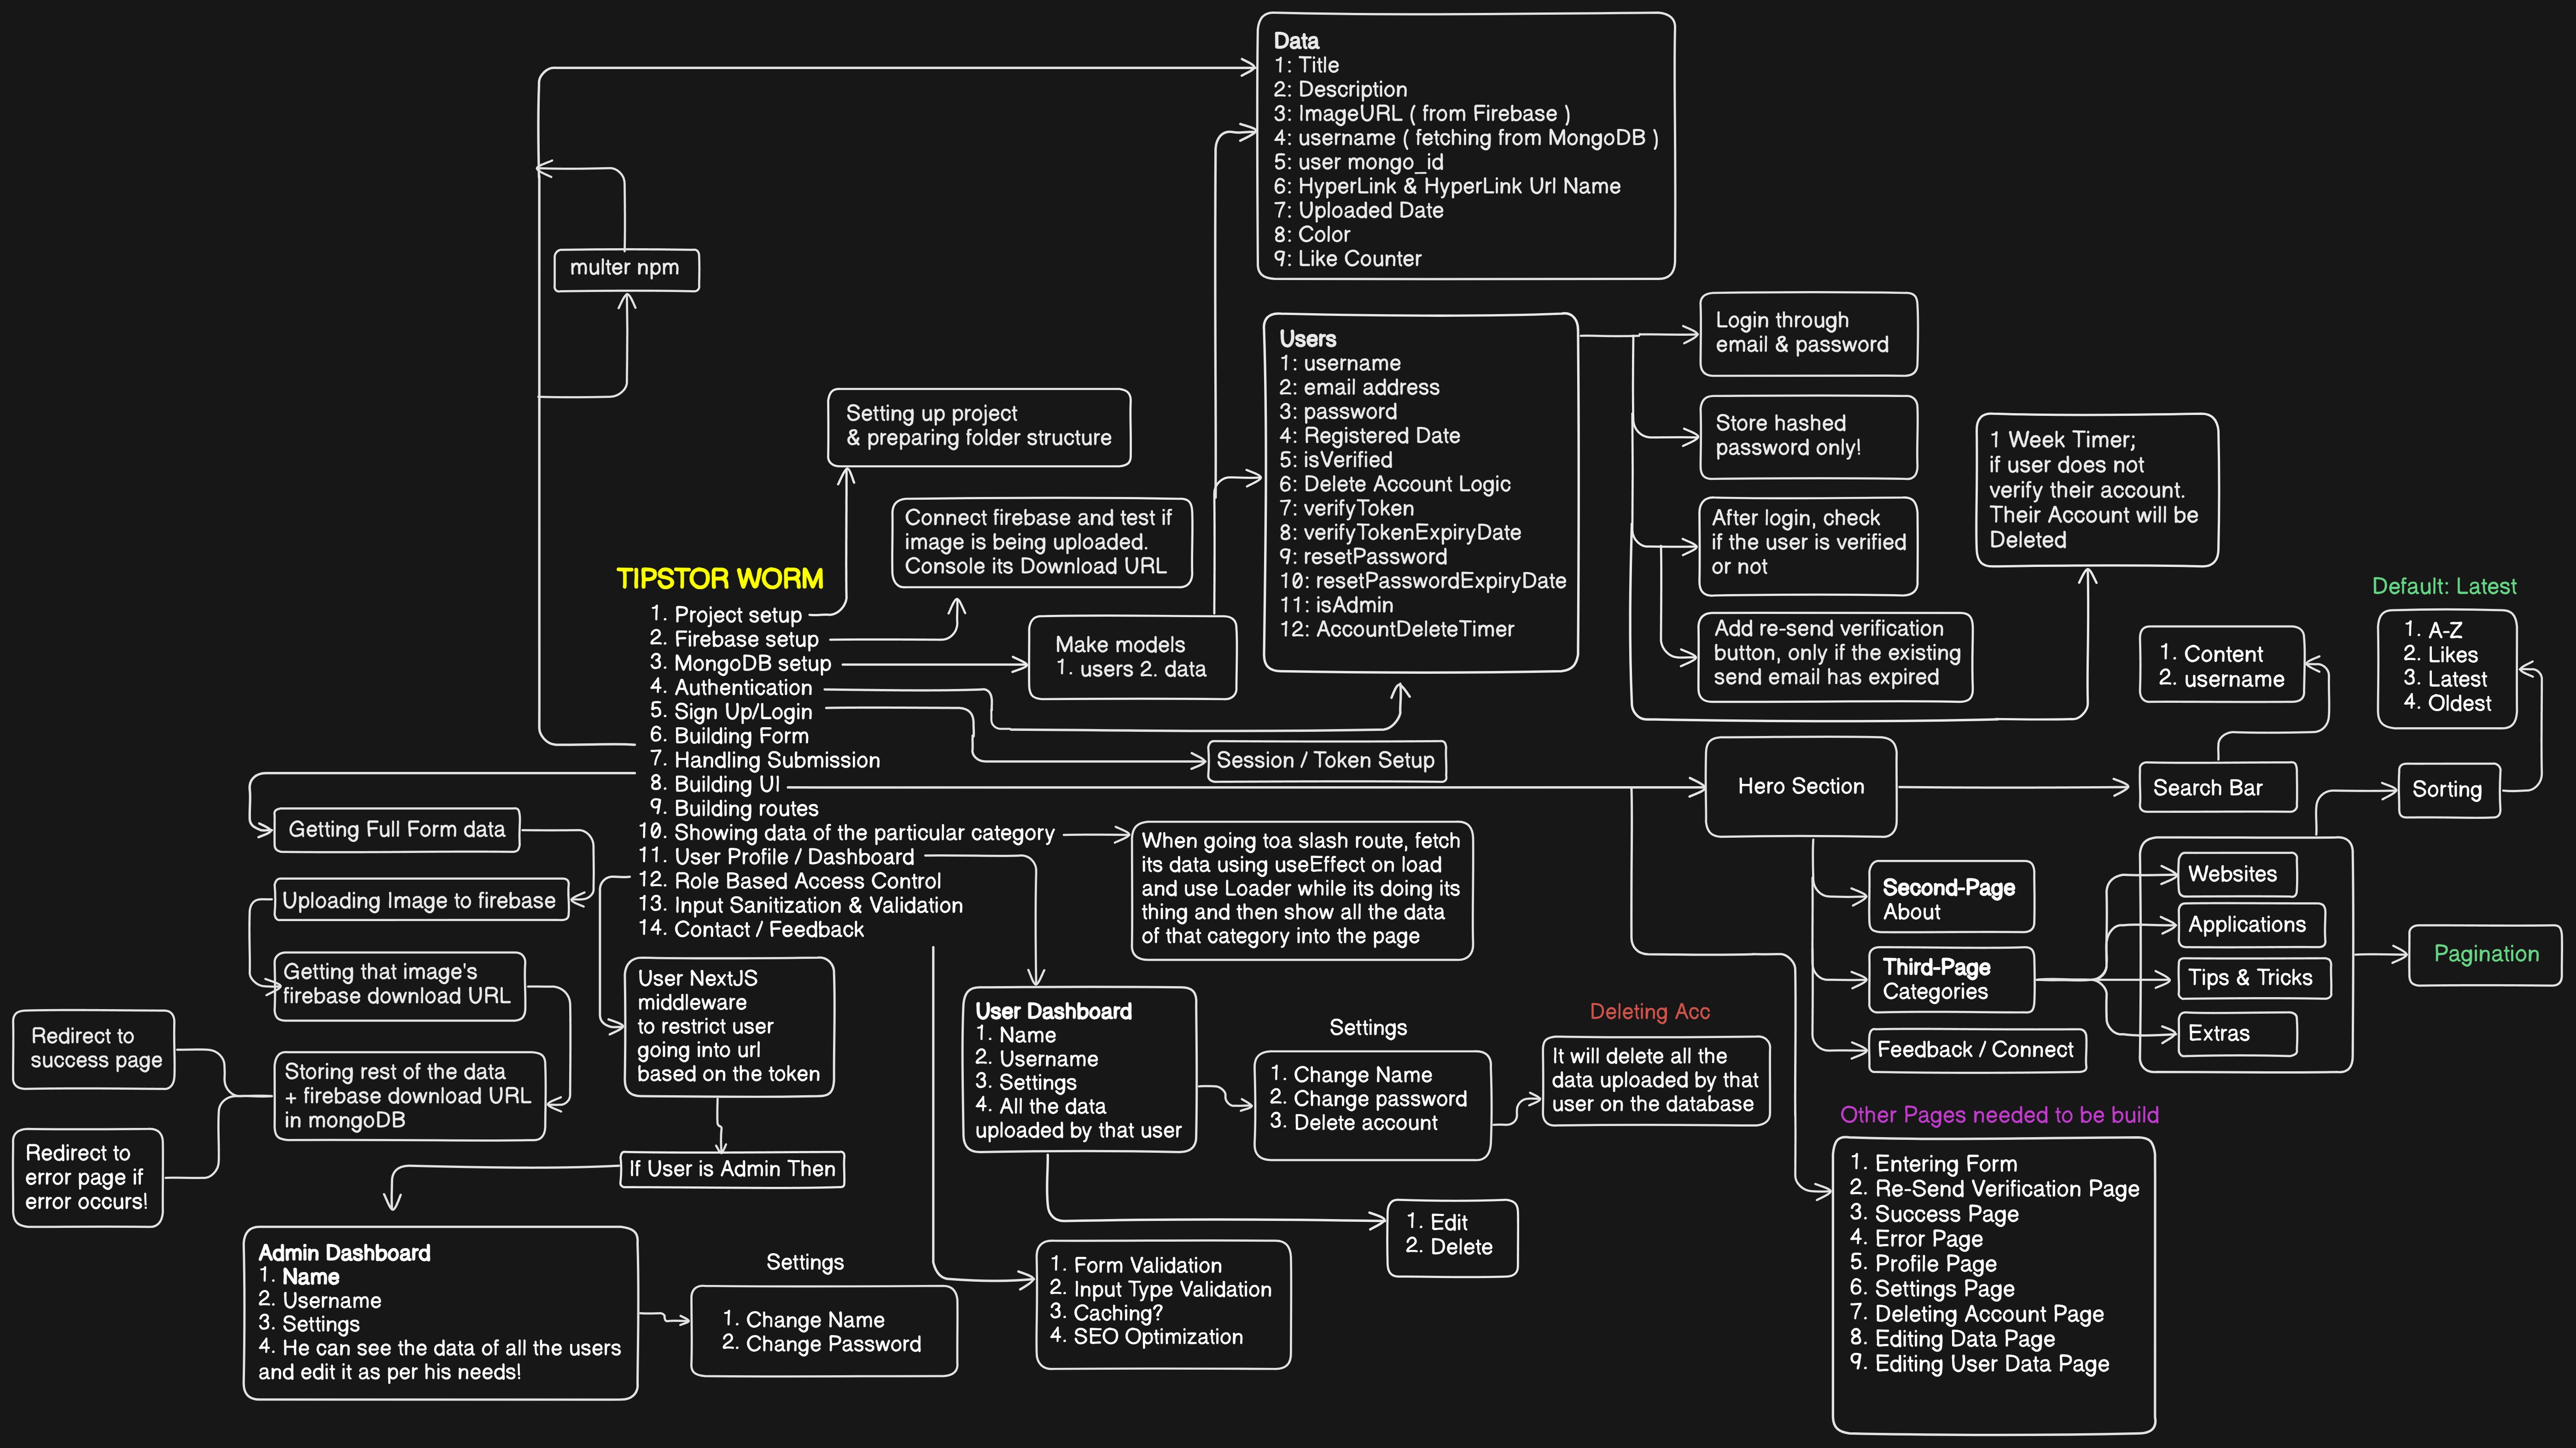 Data
1: Title
2: Description
3: ImageURL ( from Firebase )
4: username ( fetching from MongoDB )
5: user mongo_id
6: HyperLink & HyperLink Url Name
7: Uploaded Date
8: Color
9: Like Counter
multer npm
Users
1: username
2: email address
3: password
4: Registered Date
5: isVerified
6: Delete Account Logic
7: verifyToken
8: verifyTokenExpiryDate
9: resetPassword
10: resetPasswordExpiryDate
11: isAdmin
12: AccountDeleteTimer
Login through
email & password
Store hashed
password only!
After login, check
if the user is verified
or not
Add re-send verification
button, only if the existing
send email has expired
1 Week Timer;
if user does not
verify their account.
Their Account will be
Deleted
Setting up project
& preparing folder structure
Connect firebase and test if
image is being uploaded.
Console its Download URL
Make models
1. users 2. data
TIPSTOR WORM
1. Project setup
2. Firebase setup
3. MongoDB setup
4. Authentication
5. Sign Up/Login
6. Building Form
7. Handling Submission
8. Building UI
9. Building routes
10. Showing data of the particular category
11. User Profile / Dashboard
12. Role Based Access Control
13. Input Sanitization & Validation
14. Contact / Feedback
Session / Token Setup
Hero Section
Search Bar
1. Content
2. username
Default: Latest
1. A-Z
2. Likes
3. Latest
4. Oldest
Sorting
Second-Page
About
Third-Page
Categories
Feedback / Connect
Websites
Applications
Tips & Tricks
Extras
Pagination
When going toa slash route, fetch
its data using useEffect on load
and use Loader while its doing its
thing and then show all the data
of that category into the page
Getting Full Form data
Uploading Image to firebase
Getting that image's
firebase download URL
Storing rest of the data
+ firebase download URL
in mongoDB
Redirect to
success page
Redirect to
error page if
error occurs!
User NextJS
middleware
to restrict user
going into url
based on the token
If User is Admin Then
Admin Dashboard
1. Name
2. Username
3. Settings
4. He can see the data of all the users
and edit it as per his needs!
Settings
1. Change Name
2. Change Password
User Dashboard
1. Name
2. Username
3. Settings
4. All the data
uploaded by that user
Settings
1. Change Name
2. Change password
3. Delete account
Deleting Acc
It will delete all the
data uploaded by that
user on the database
1. Edit
2. Delete
1. Form Validation
2. Input Type Validation
3. Caching?
4. SEO Optimization
Other Pages needed to be build
1. Entering Form
2. Re-Send Verification Page
3. Success Page
4. Error Page
5. Profile Page
6. Settings Page
7. Deleting Account Page
8. Editing Data Page
9. Editing User Data Page